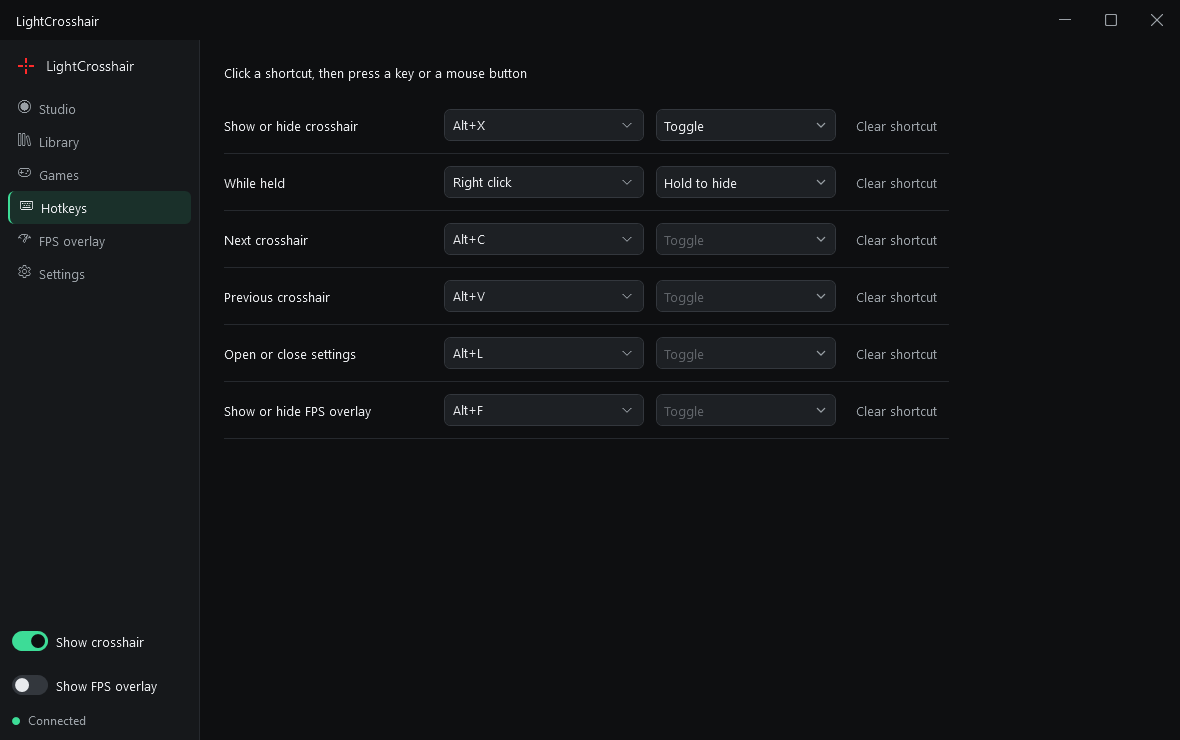 LightCrosshair
LightCrosshair
Studio
Library
Games
Hotkeys
FPS overlay
Settings
Click a shortcut, then press a key or a mouse button
Show or hide crosshair Alt+X Toggle Clear shortcut
While held Right click Hold to hide Clear shortcut
Next crosshair Alt+C Toggle Clear shortcut
Previous crosshair Alt+V Toggle Clear shortcut
Open or close settings Alt+L Toggle Clear shortcut
Show or hide FPS overlay Alt+F Toggle Clear shortcut
Show crosshair
Show FPS overlay
Connected